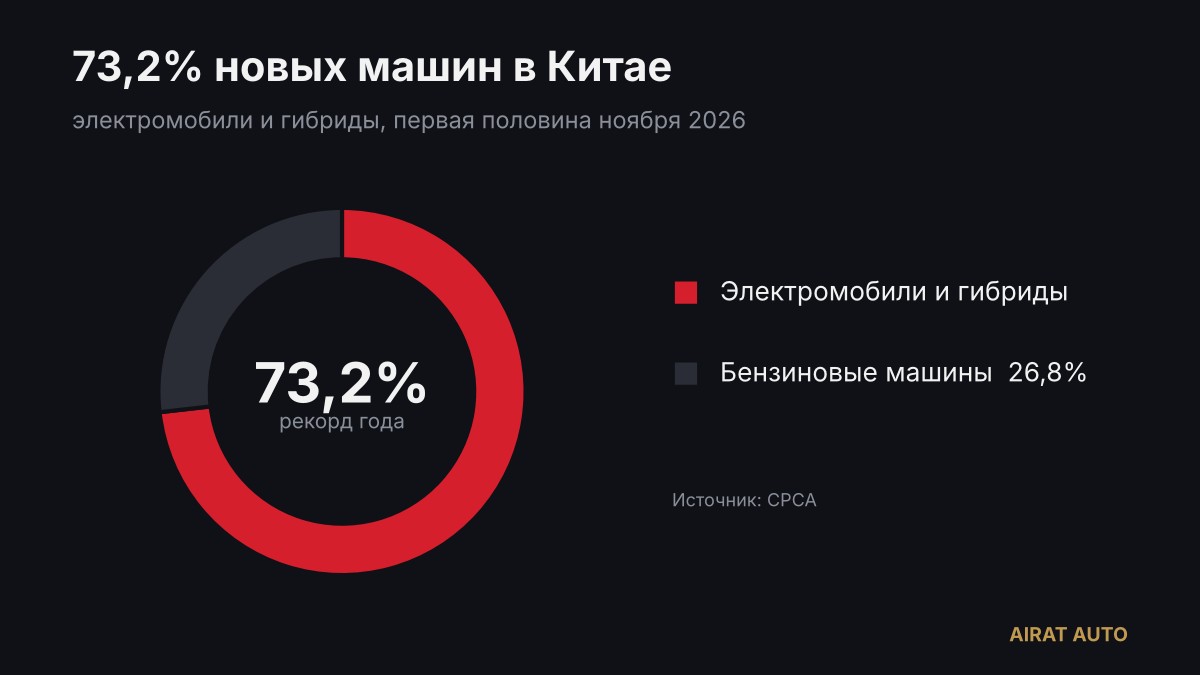 73,2% новых машин в Китае
электромобили и гибриды, первая половина ноября 2026
73,2%
рекорд года
Электромобили и гибриды
Бензиновые машины 26,8%
Источник: CPCA
AIRAT AUTO